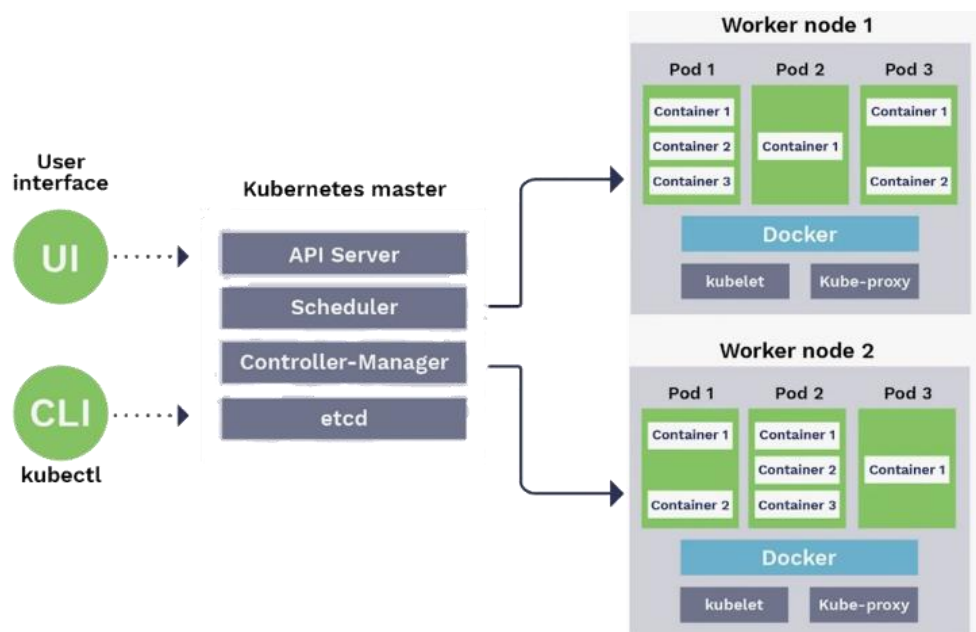 User
interface
UI
CLI
kubectl
Kubernetes master
API Server
Scheduler
Controller-Manager
etcd
Worker node 1
Pod 1
Pod 2
Pod 3
Container 1
Container 2
Container 3
Container 1
Container 1
Container 2
Docker
kubelet
Kube-proxy
Worker node 2
Pod 1
Pod 2
Pod 3
Container 1
Container 2
Container 1
Container 2
Container 3
Container 1
Docker
kubelet
Kube-proxy